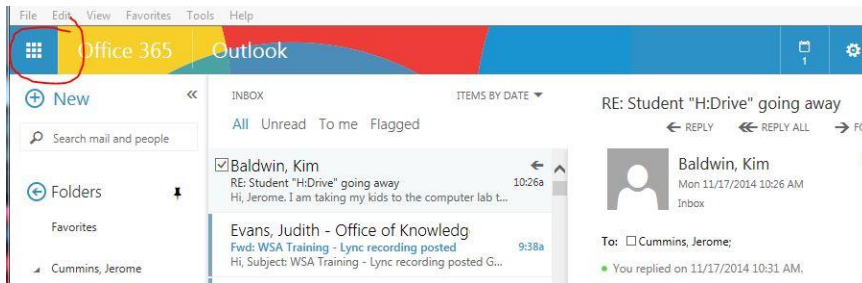 File Edit View Favorites Tools Help
Office 365 Outlook
1
New
Search mail and people
Folders
Favorites
Cummins, Jerome
INBOX ITEMS BY DATE
All Unread To me Flagged
Baldwin, Kim
RE: Student "H:Drive" going away 10:26a
Hi, Jerome. I am taking my kids to the computer lab t...
Evans, Judith - Office of Knowledg
Fwd: WSA Training - Lync recording posted 9:38a
Hi, Subject: WSA Training - Lync recording posted G...
RE: Student "H:Drive" going away
REPLY REPLY ALL
Baldwin, Kim
Mon 11/17/2014 10:26 AM
Inbox
To: Cummins, Jerome;
You replied on 11/17/2014 10:31 AM.